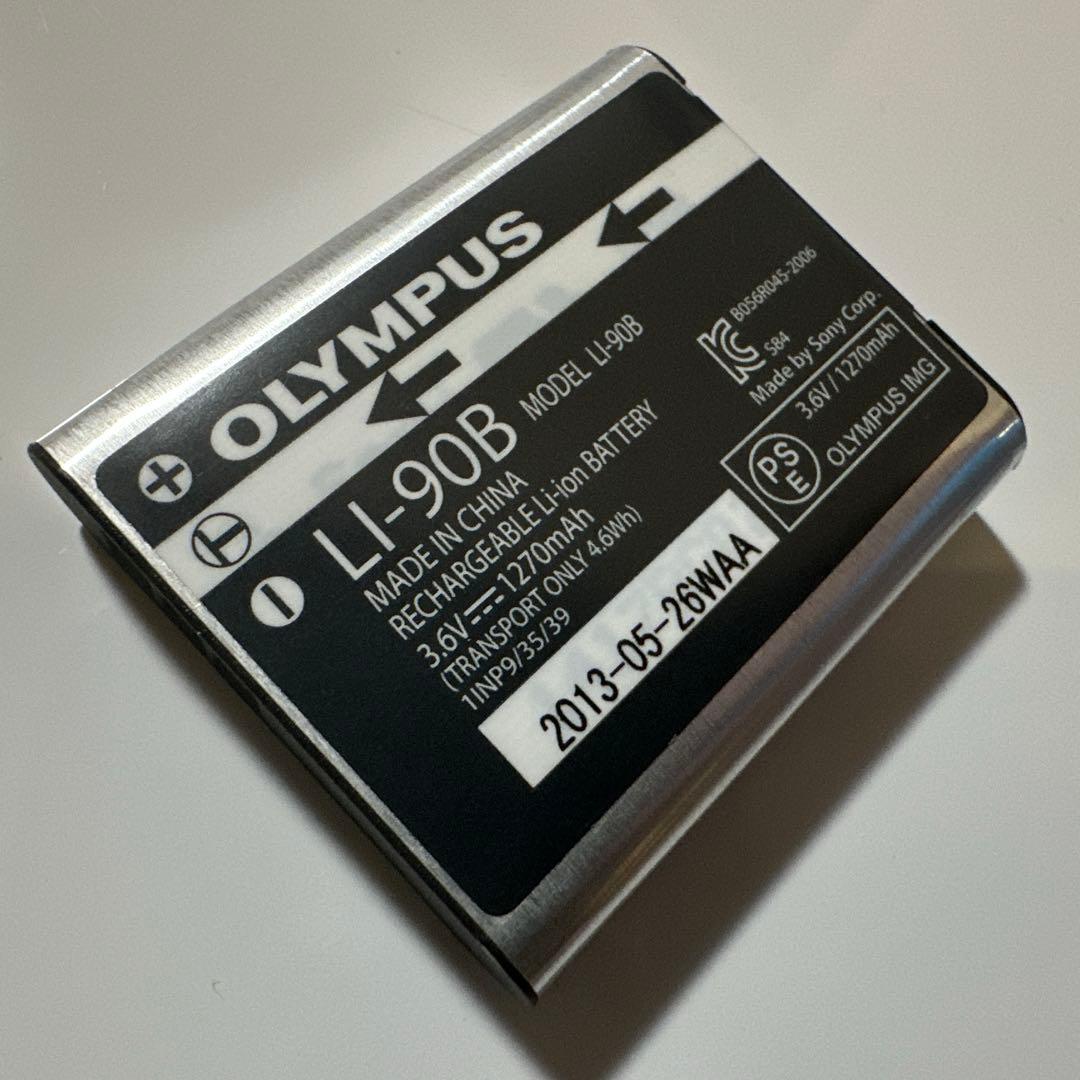 OLYMPUS
+
T
−
LI-90B MODEL LI-90B
MADE IN CHINA
RECHARGEABLE Li-ion BATTERY
3.6V⎓1270mAh
(TRANSPORT ONLY 4.6Wh)
1INP9/35/39
2013-05-26WAA
B056R045-2006
SB4
Made by Sony Corp.
3.6V / 1270mAh
PSE
OLYMPUS IMG